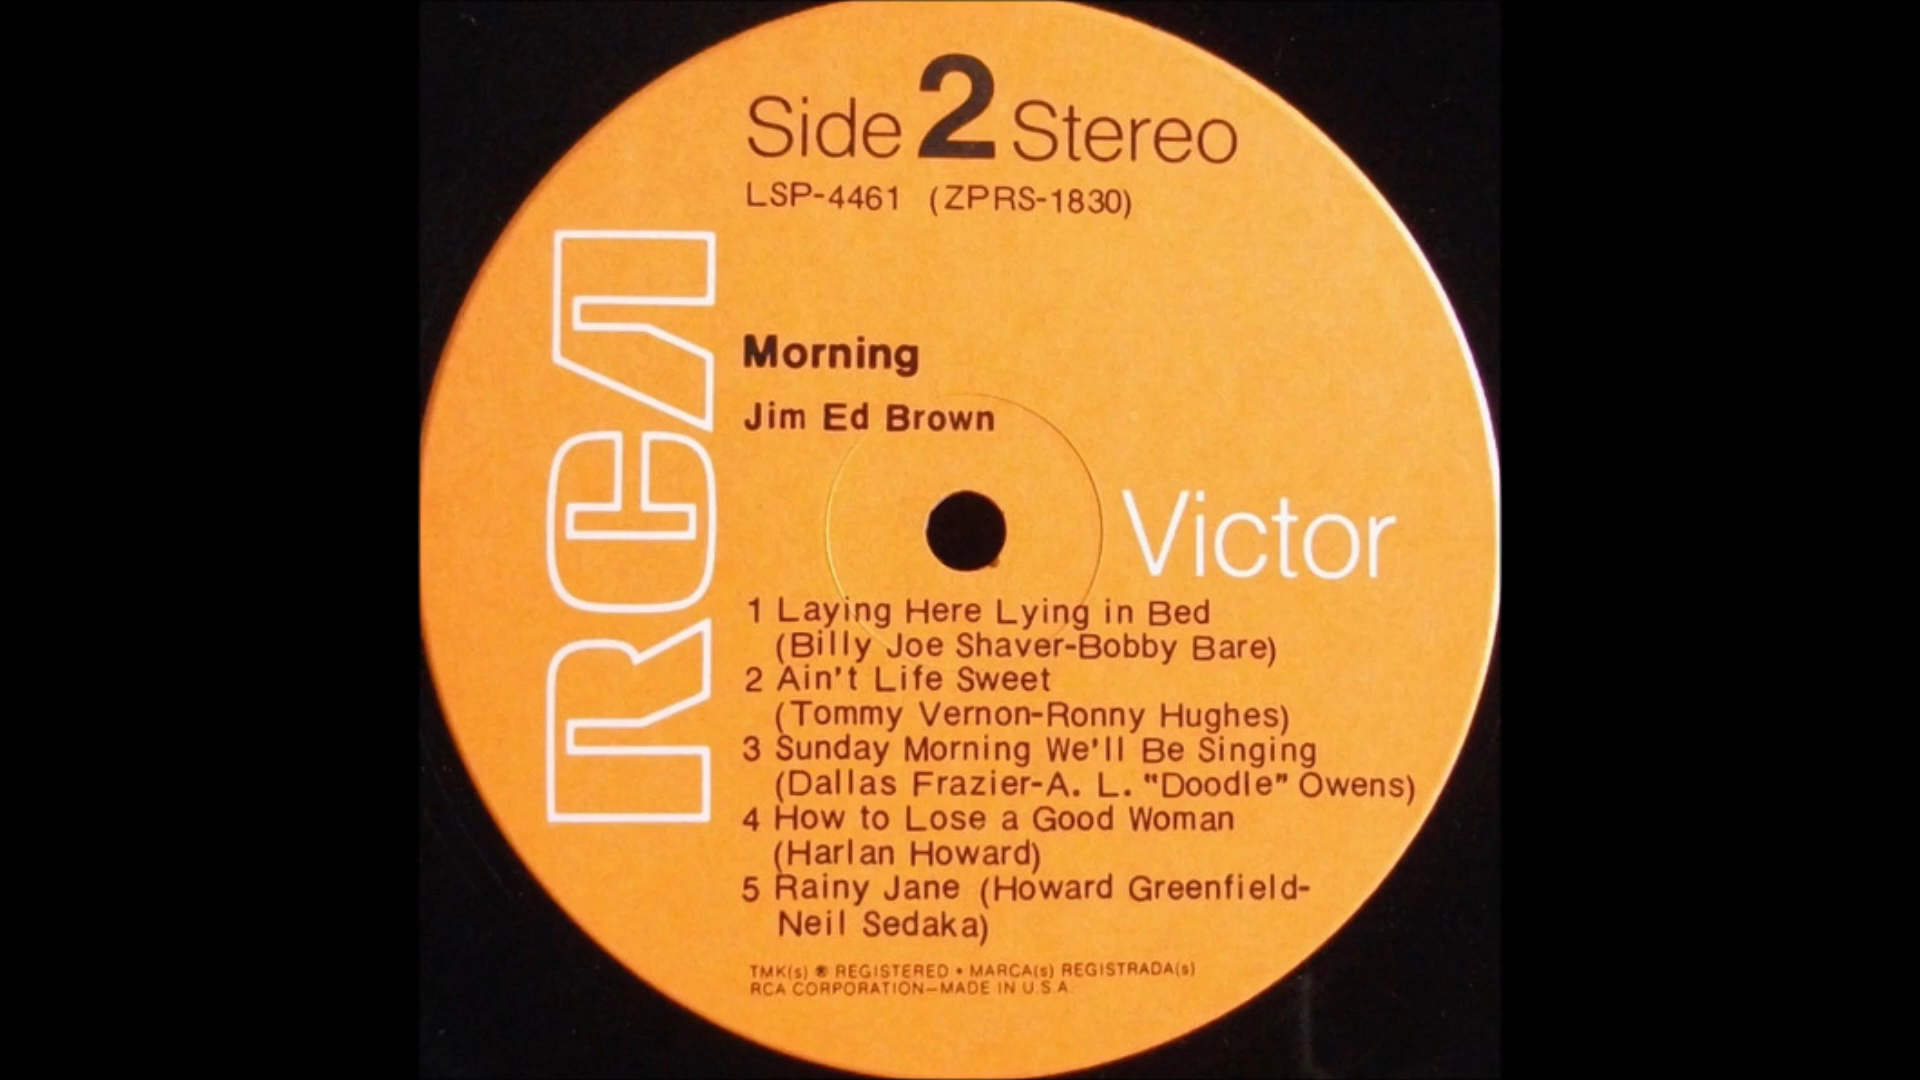 Side 2 Stereo
LSP-4461 (ZPRS-1830)
RCA
Morning
Jim Ed Brown
Victor
1 Laying Here Lying in Bed
(Billy Joe Shaver-Bobby Bare)
2 Ain't Life Sweet
(Tommy Vernon-Ronny Hughes)
3 Sunday Morning We'll Be Singing
(Dallas Frazier-A. L. "Doodle" Owens)
4 How to Lose a Good Woman
(Harlan Howard)
5 Rainy Jane (Howard Greenfield-
Neil Sedaka)
TMK(s) ® REGISTERED • MARCA(s) REGISTRADA(s)
RCA CORPORATION—MADE IN U.S.A.